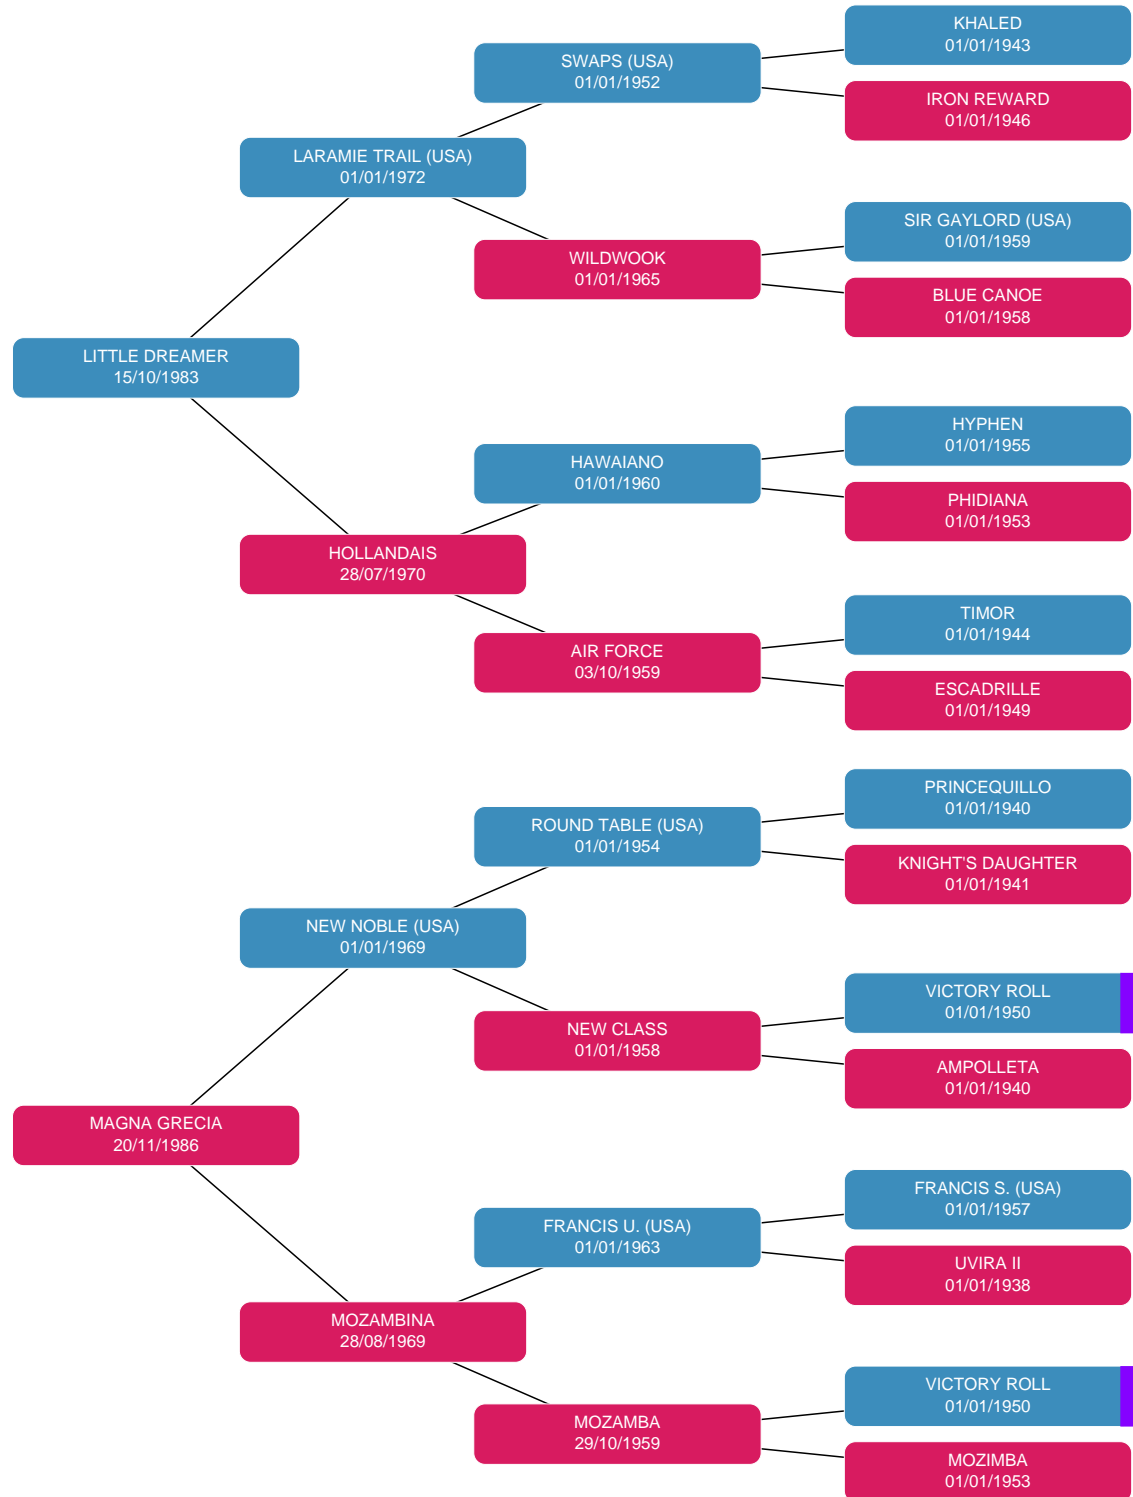 KHALED
01/01/1943
SWAPS (USA)
01/01/1952
IRON REWARD
01/01/1946
LARAMIE TRAIL (USA)
01/01/1972
SIR GAYLORD (USA)
01/01/1959
WILDWOOK
01/01/1965
BLUE CANOE
01/01/1958
LITTLE DREAMER
15/10/1983
HYPHEN
01/01/1955
HAWAIANO
01/01/1960
PHIDIANA
01/01/1953
HOLLANDAIS
28/07/1970
TIMOR
01/01/1944
AIR FORCE
03/10/1959
ESCADRILLE
01/01/1949
PRINCEQUILLO
01/01/1940
ROUND TABLE (USA)
01/01/1954
KNIGHT'S DAUGHTER
01/01/1941
NEW NOBLE (USA)
01/01/1969
VICTORY ROLL
01/01/1950
NEW CLASS
01/01/1958
AMPOLLETA
01/01/1940
MAGNA GRECIA
20/11/1986
FRANCIS S. (USA)
01/01/1957
FRANCIS U. (USA)
01/01/1963
UVIRA II
01/01/1938
MOZAMBINA
28/08/1969
VICTORY ROLL
01/01/1950
MOZAMBA
29/10/1959
MOZIMBA
01/01/1953